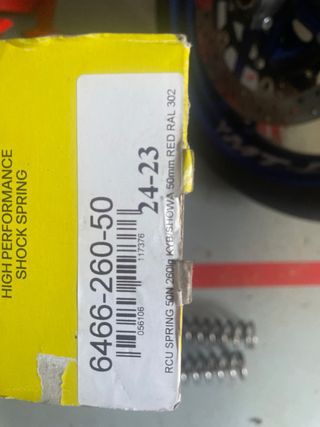 HIGH PERFORMANCE
SHOCK SPRING
6466-260-50
056106
117376
24-23
RCU SPRING 50N 260lg KYB/SHOWA 50mm RED RAL 302